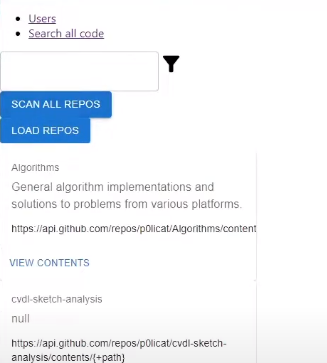 Users
Search all code
SCAN ALL REPOS
LOAD REPOS
Algorithms
General algorithm implementations and
solutions to problems from various platforms.
https://api.github.com/repos/p0licat/Algorithms/content
VIEW CONTENTS
cvdl-sketch-analysis
null
https://api.github.com/repos/p0licat/cvdl-sketch-
analysis/contents/{+path}